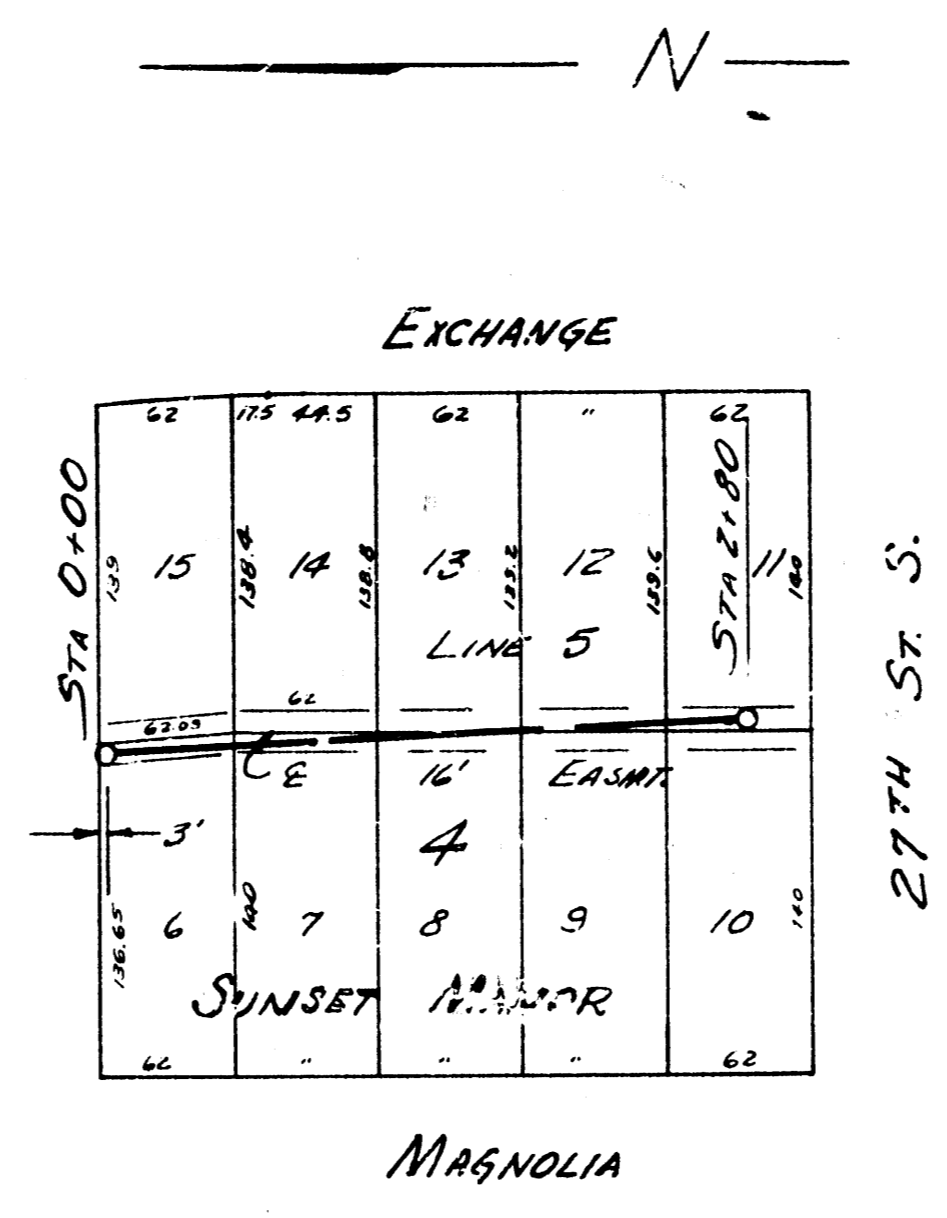 N
EXCHANGE
62 17.5 44.5 62 " 62
STA 0+00
STA 2+80
139 15 138.4 14 138.8 13 139.2 12 139.6 11 140
LINE 5
62
62.09
℄ 16' EASMT.
3'
4
136.65 6 140 7 8 9 10 140
SUNSET MANOR
62 " " " 62
MAGNOLIA
27TH ST. S.